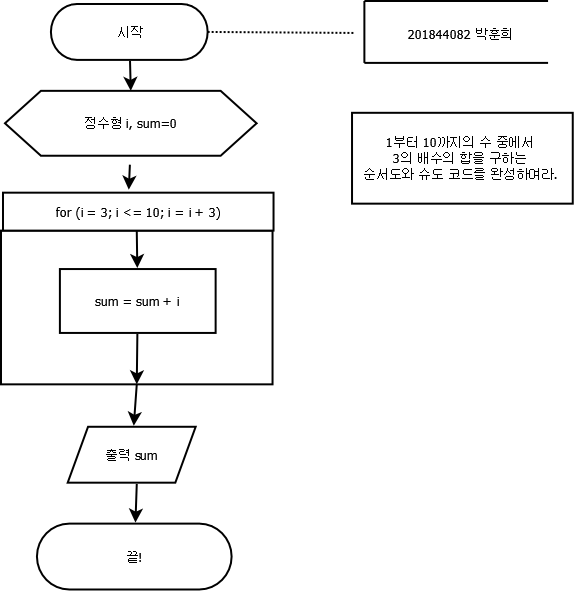 시작
201844082 박훈희
정수형 i, sum=0
1부터 10까지의 수 중에서
3의 배수의 합을 구하는
순서도와 슈도 코드를 완성하며라.
for (i = 3; i <= 10; i = i + 3)
sum = sum + i
출력 sum
끝!